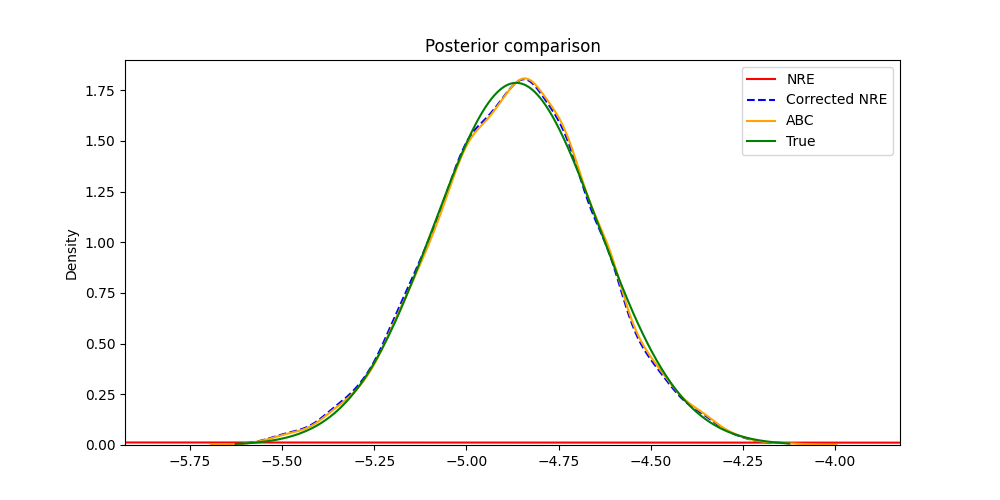 Posterior comparison
NRE
Corrected NRE
ABC
True
Density
1.75
1.50
1.25
1.00
0.75
0.50
0.25
0.00
−5.75 −5.50 −5.25 −5.00 −4.75 −4.50 −4.25 −4.00